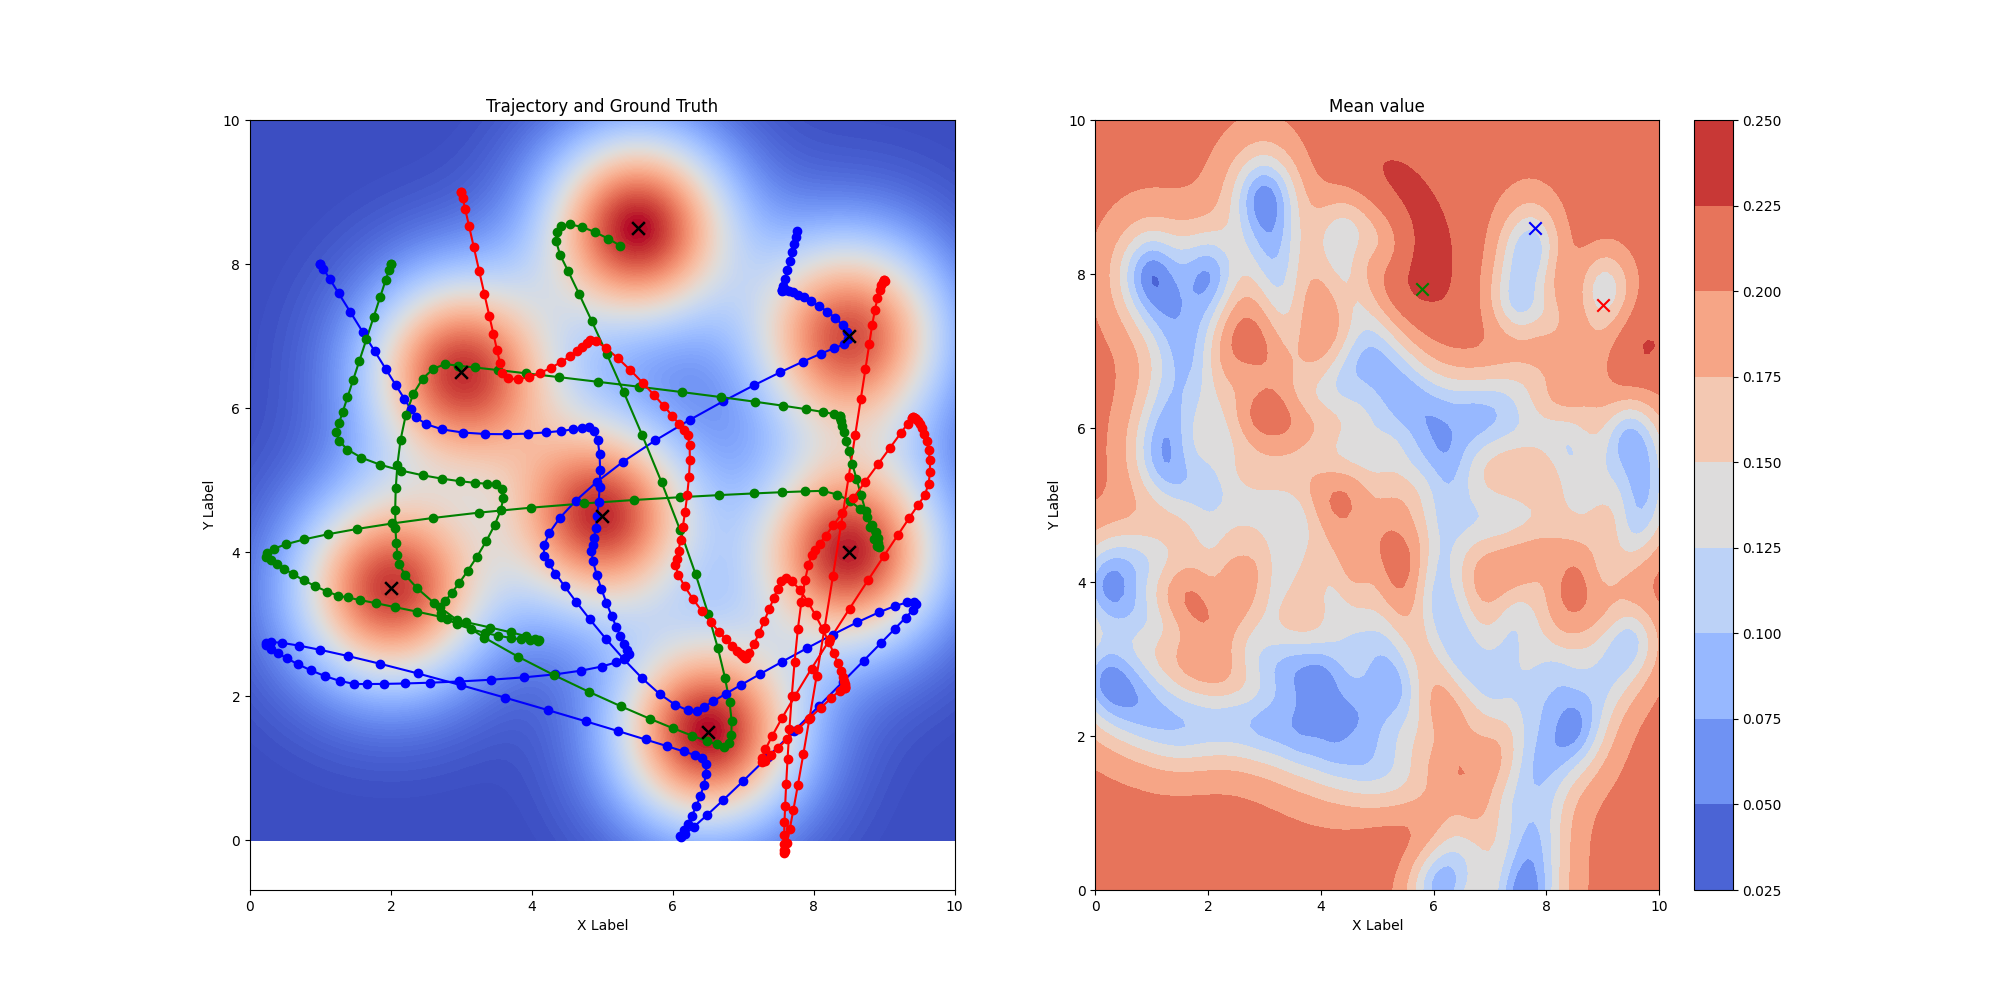 Trajectory and Ground Truth
Mean value
10
8
6
4
2
0
Y Label
0 2 4 6 8 10
X Label
10
8
6
4
2
0
Y Label
0 2 4 6 8 10
X Label
0.250
0.225
0.200
0.175
0.150
0.125
0.100
0.075
0.050
0.025